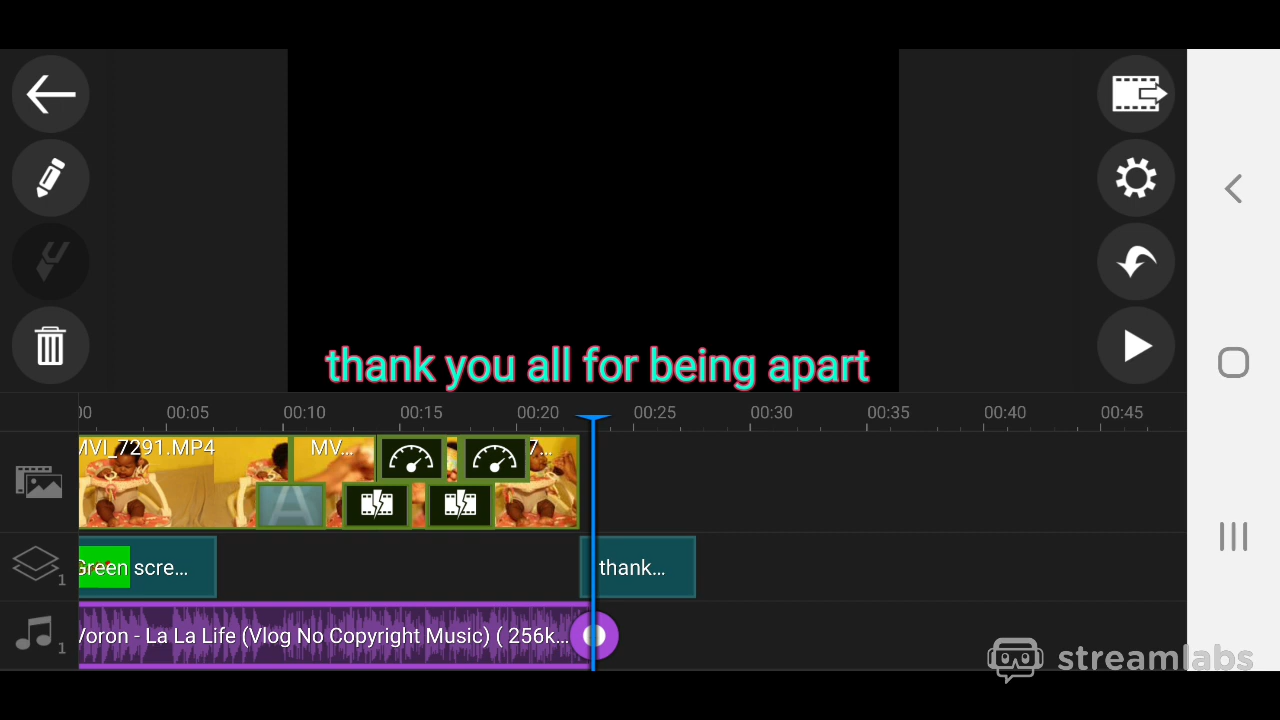 thank you all for being apart
00
00:05
00:10
00:15
00:20
00:25
00:30
00:35
00:40
00:45
MVI_7291.MP4
MV...
7...
A
1
Green scre...
thank...
1
Voron - La La Life (Vlog No Copyright Music) ( 256k...
streamlabs